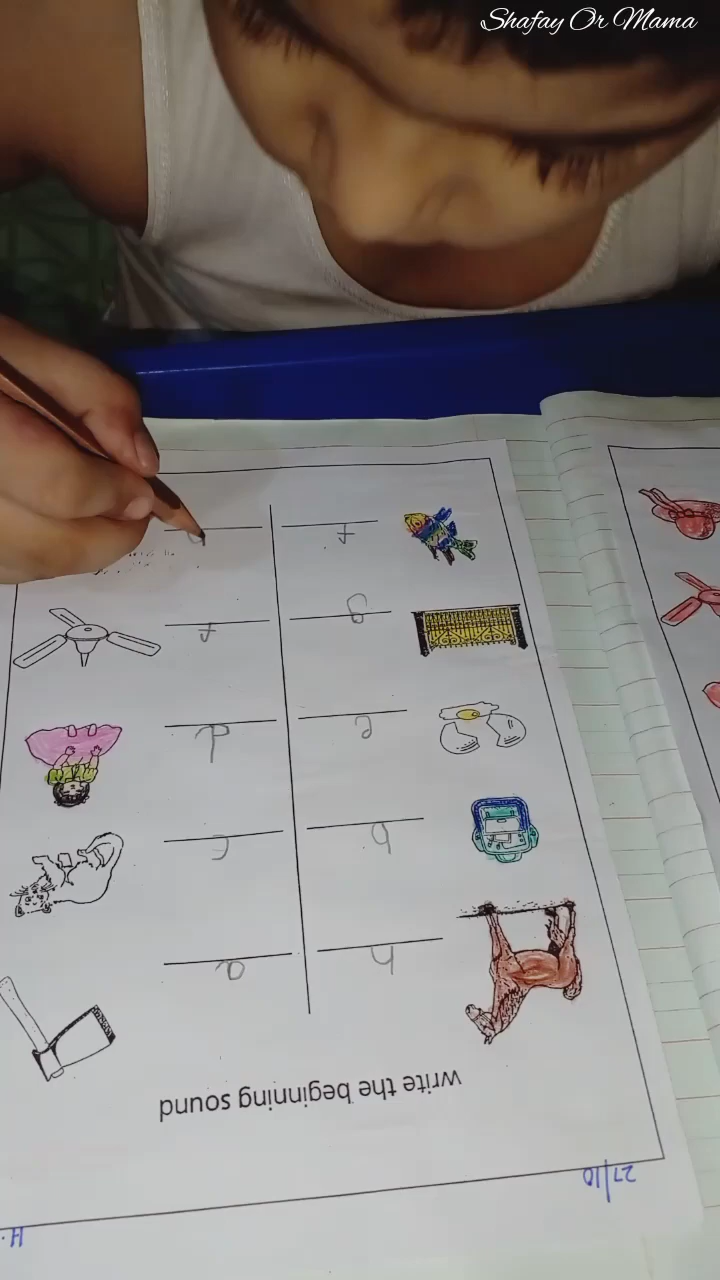 Shafay Or Mama
27/10
write the beginning sound
h a
b c
e d
g f
f